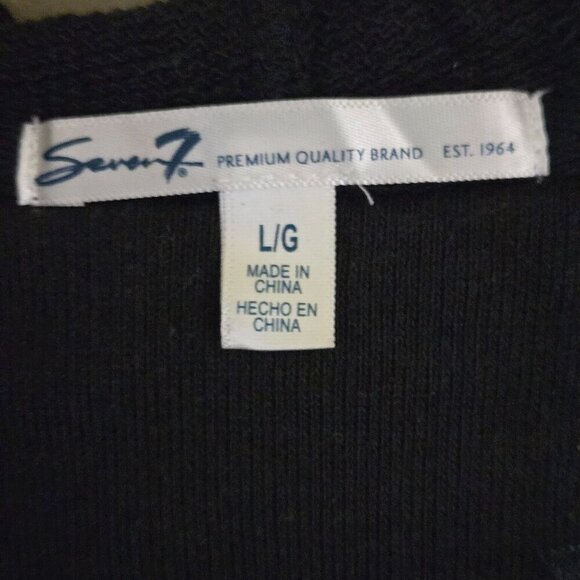 Seven7® PREMIUM QUALITY BRAND EST. 1964
L/G
MADE IN
CHINA
HECHO EN
CHINA